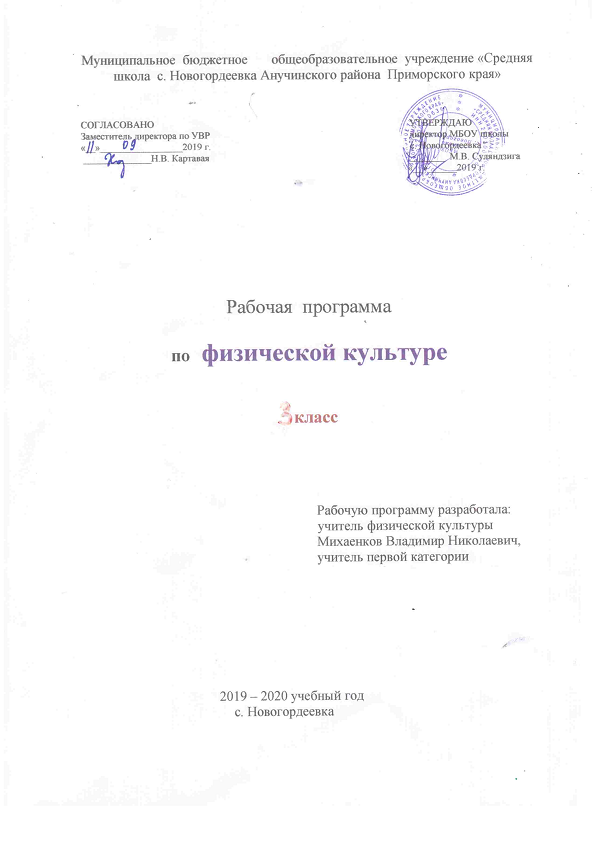 Муниципальное бюджетное общеобразовательное учреждение «Средняя
школа с. Новогордеевка Анучинского района Приморского края»
СОГЛАСОВАНО
Заместитель директора по УВР
«11» 09 2019 г.
Н.В. Картавая
УТВЕРЖДАЮ
директор МБОУ школы
с. Новогордеевка
М.В. Суляндзига
2019 г.
Рабочая программа
по физической культуре
3 класс
Рабочую программу разработала:
учитель физической культуры
Михаенков Владимир Николаевич,
учитель первой категории
2019 – 2020 учебный год
с. Новогордеевка